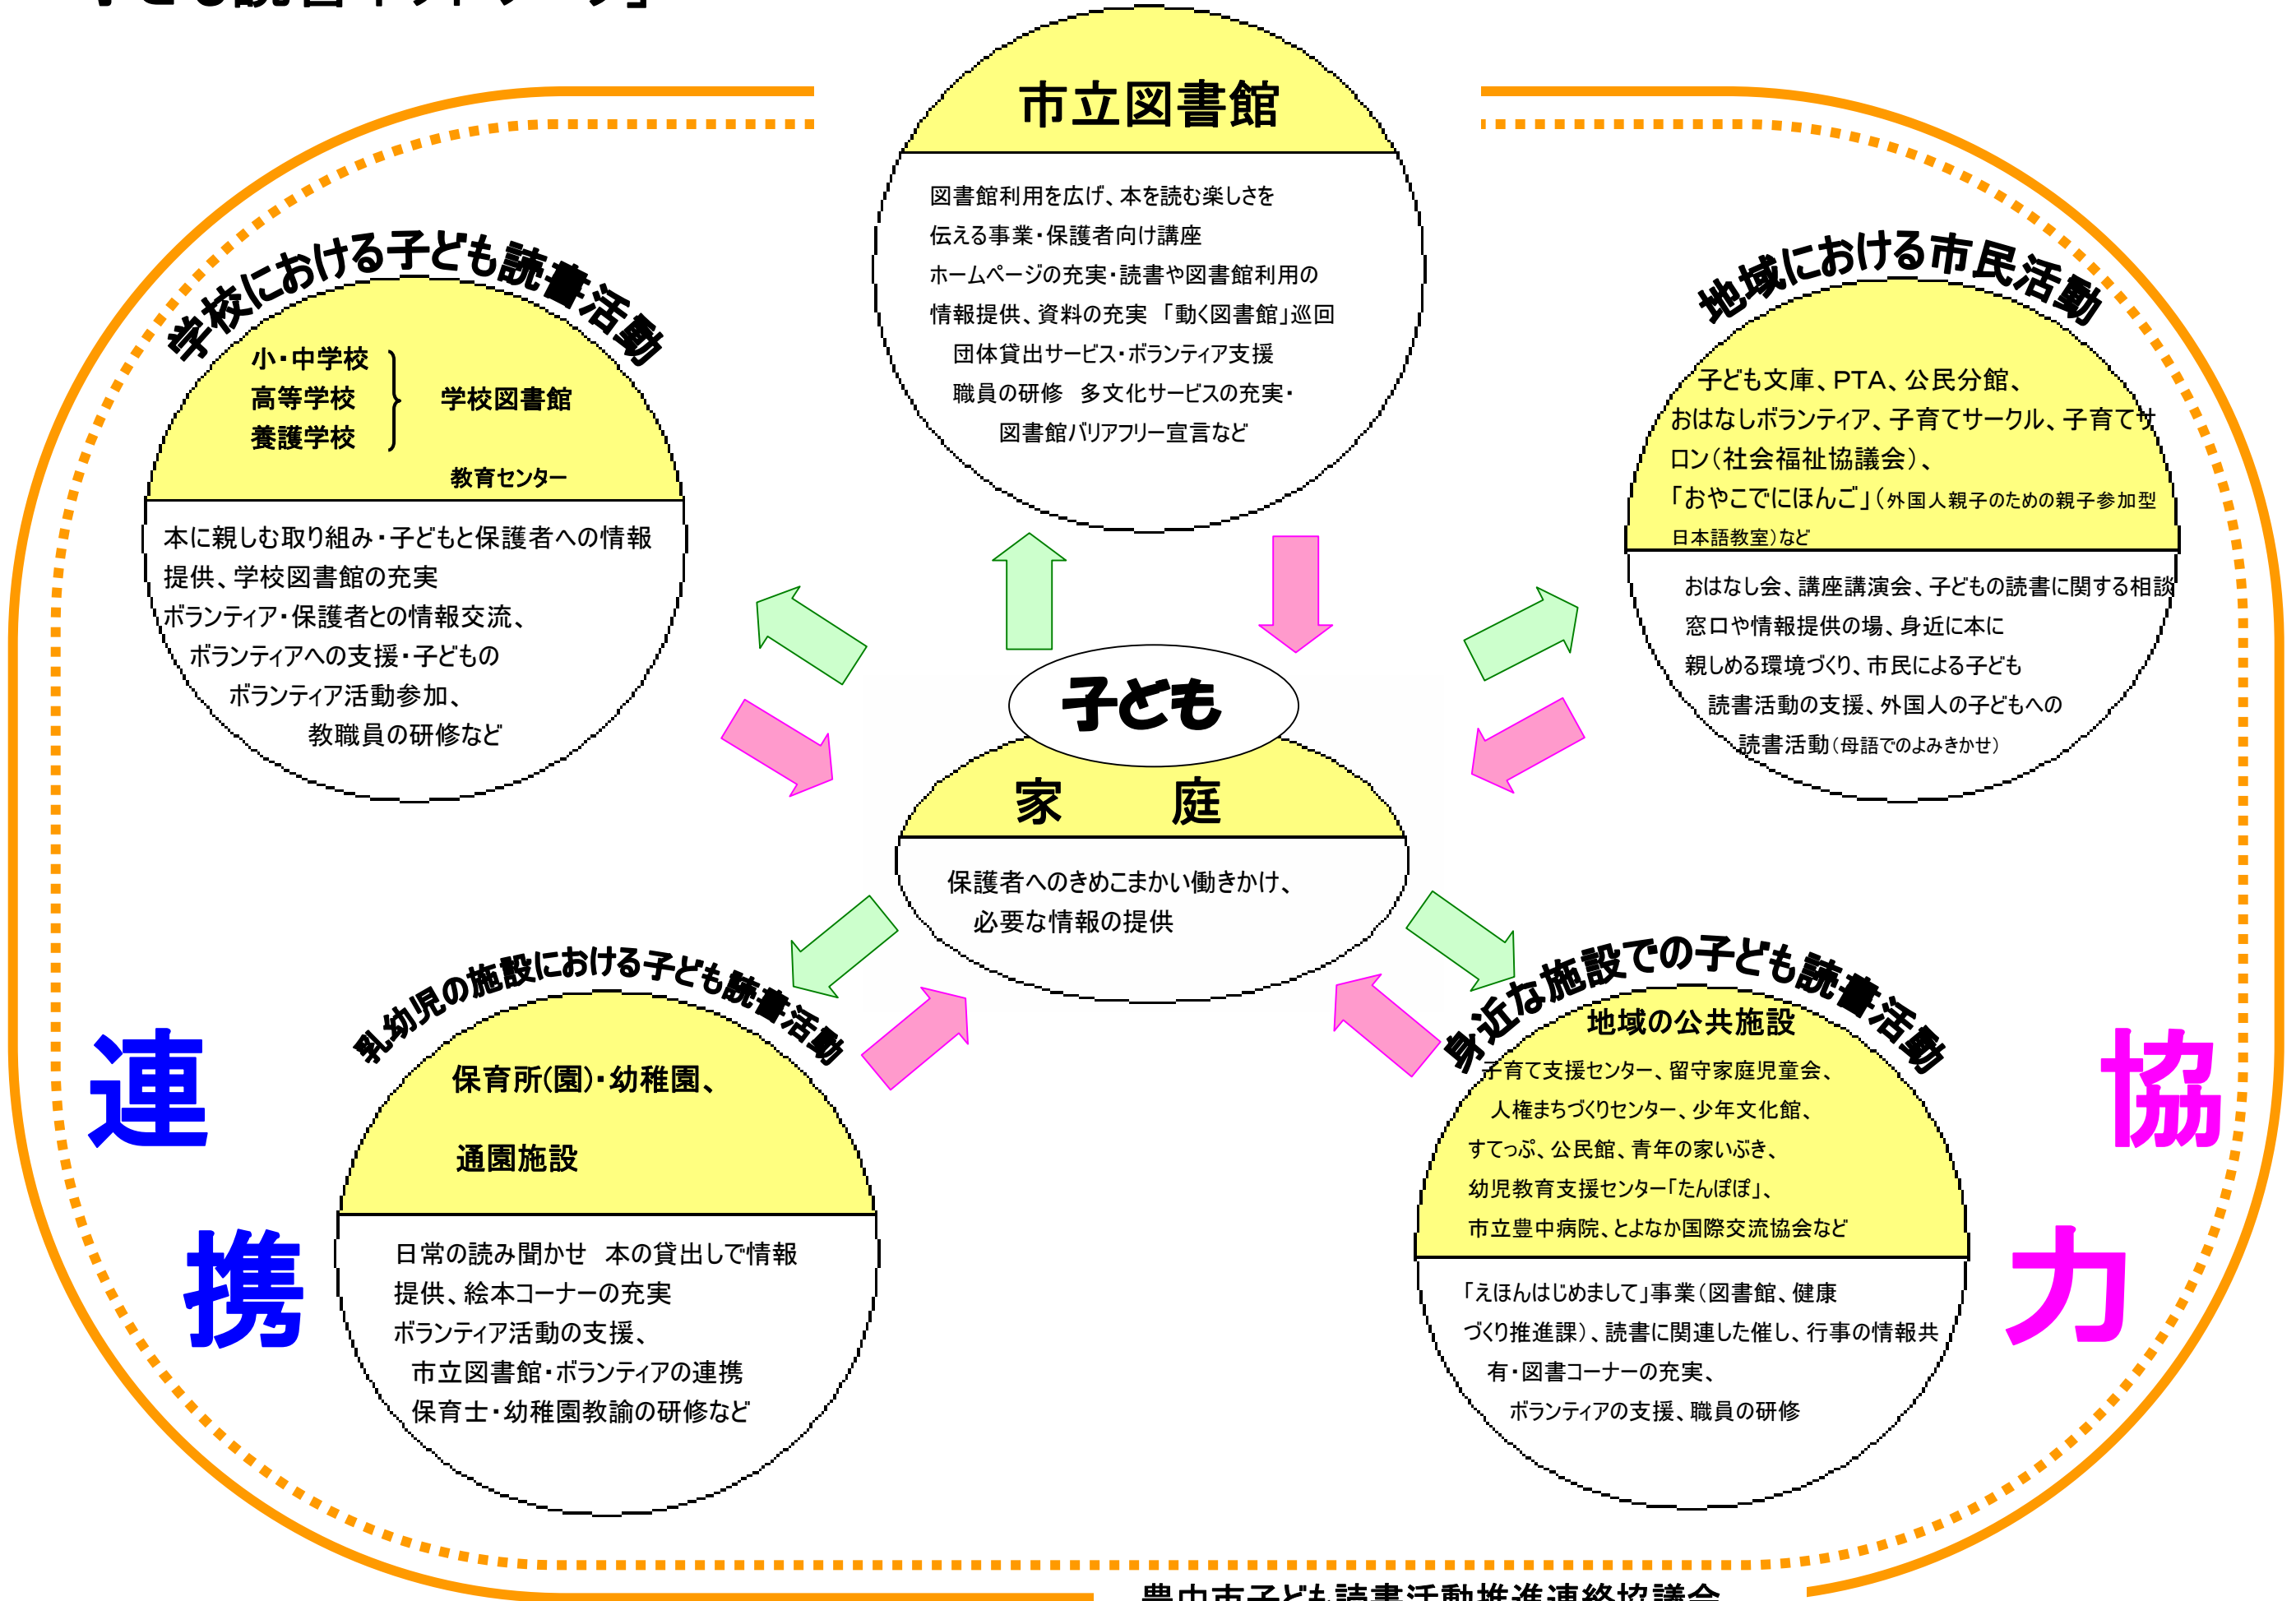 子ども読書ネットワーク」
市立図書館
図書館利用を広げ、本を読む楽しさを
伝える事業・保護者向け講座
ホームページの充実・読書や図書館利用の
情報提供、資料の充実 「動く図書館」巡回
団体貸出サービス・ボランティア支援
職員の研修 多文化サービスの充実・
図書館バリアフリー宣言など
学校における子ども読書活動
小・中学校
高等学校
養護学校
学校図書館
教育センター
本に親しむ取り組み・子どもと保護者への情報
提供、学校図書館の充実
ボランティア・保護者との情報交流、
ボランティアへの支援・子どもの
ボランティア活動参加、
教職員の研修など
地域における市民活動
子ども文庫、PTA、公民分館、
おはなしボランティア、子育てサークル、子育てサ
ロン(社会福祉協議会)、
「おやこでにほんご」(外国人親子のための親子参加型
日本語教室)など
おはなし会、講座講演会、子どもの読書に関する相談
窓口や情報提供の場、身近に本に
親しめる環境づくり、市民による子ども
読書活動の支援、外国人の子どもへの
読書活動(母語でのよみきかせ)
子ども
家 庭
保護者へのきめこまかい働きかけ、
必要な情報の提供
乳幼児の施設における子ども読書活動
保育所(園)・幼稚園、
通園施設
日常の読み聞かせ 本の貸出しで情報
提供、絵本コーナーの充実
ボランティア活動の支援、
市立図書館・ボランティアの連携
保育士・幼稚園教諭の研修など
身近な施設での子ども読書活動
地域の公共施設
子育て支援センター、留守家庭児童会、
人権まちづくりセンター、少年文化館、
すてっぷ、公民館、青年の家いぶき、
幼児教育支援センター「たんぽぽ」、
市立豊中病院、とよなか国際交流協会など
「えほんはじめまして」事業(図書館、健康
づくり推進課)、読書に関連した催し、行事の情報共
有・図書コーナーの充実、
ボランティアの支援、職員の研修
連
携
協
力
豊中市子ども読書活動推進連絡協議会